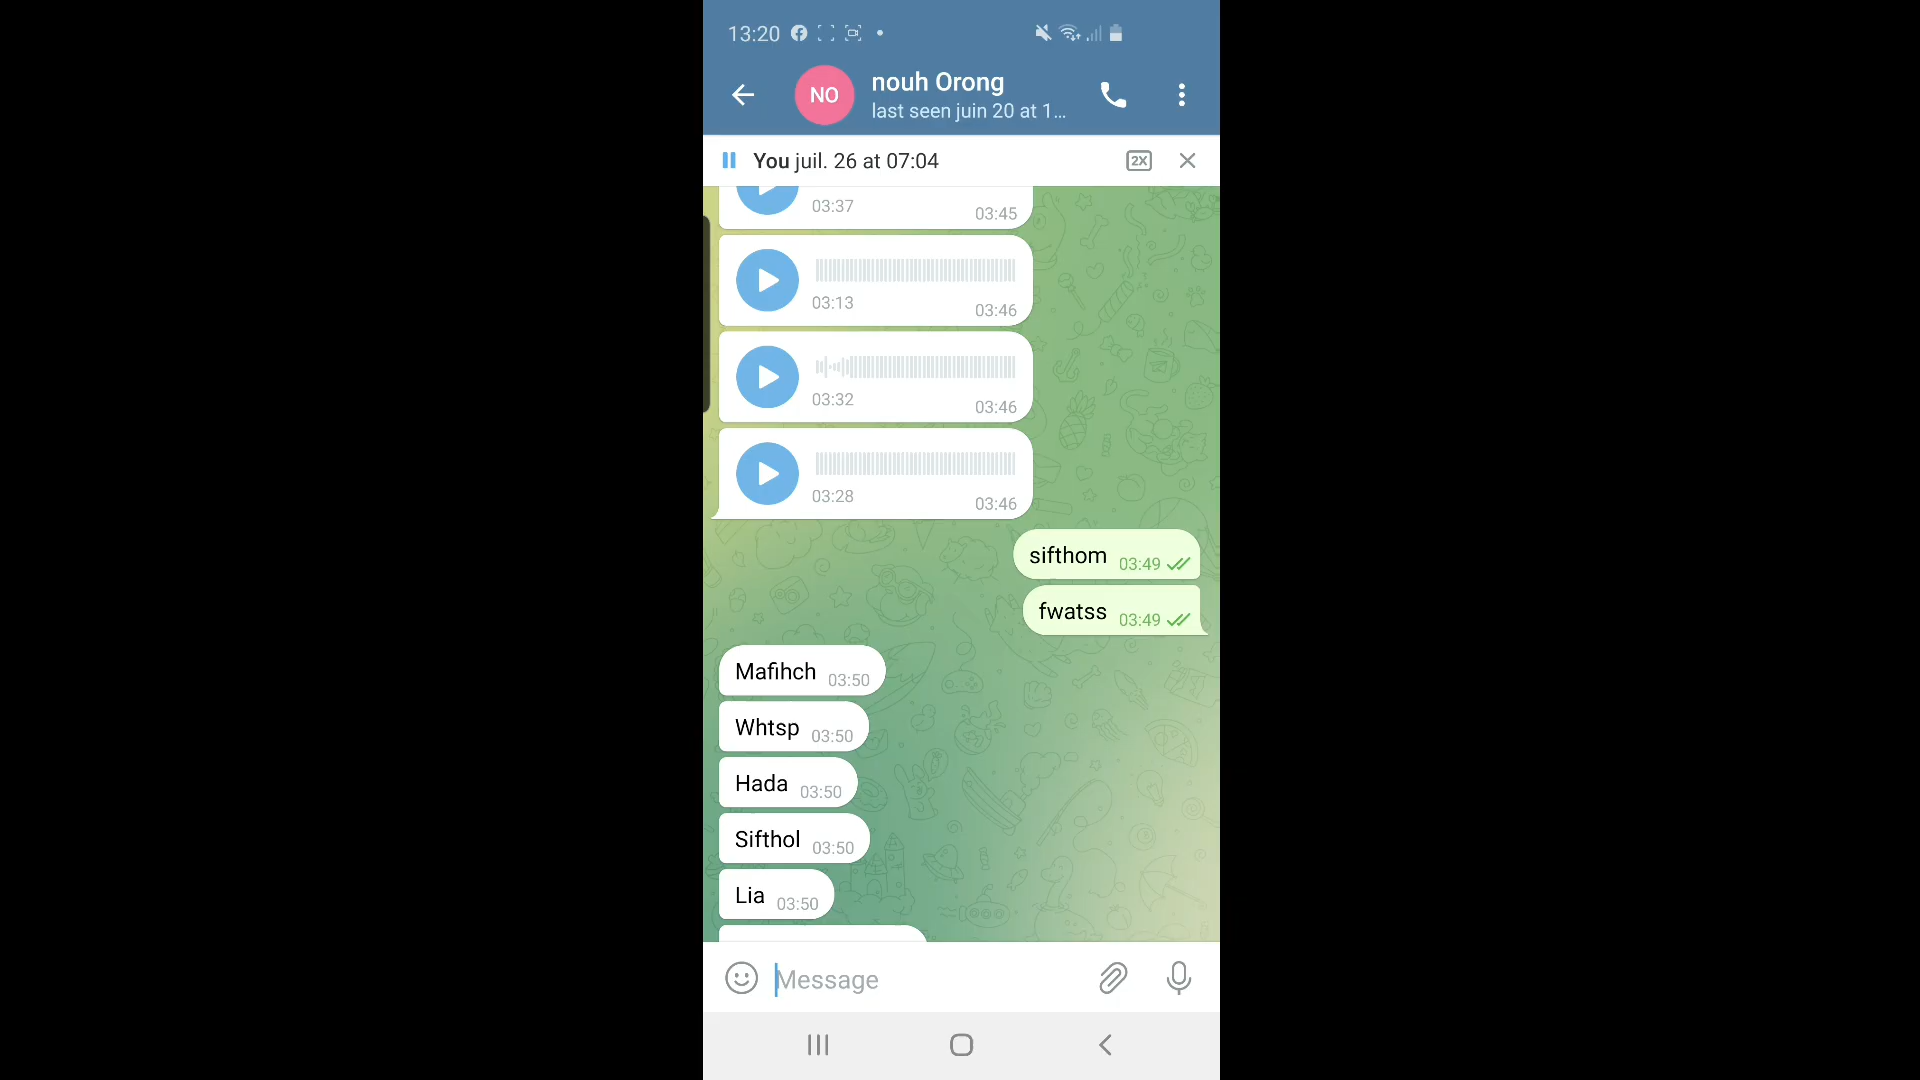 13:20
NO
nouh Orong
last seen juin 20 at 1...
You juil. 26 at 07:04
2X
03:37
03:45
03:13
03:46
03:32
03:46
03:28
03:46
sifthom 03:49
fwatss 03:49
Mafihch 03:50
Whtsp 03:50
Hada 03:50
Sifthol 03:50
Lia 03:50
Message